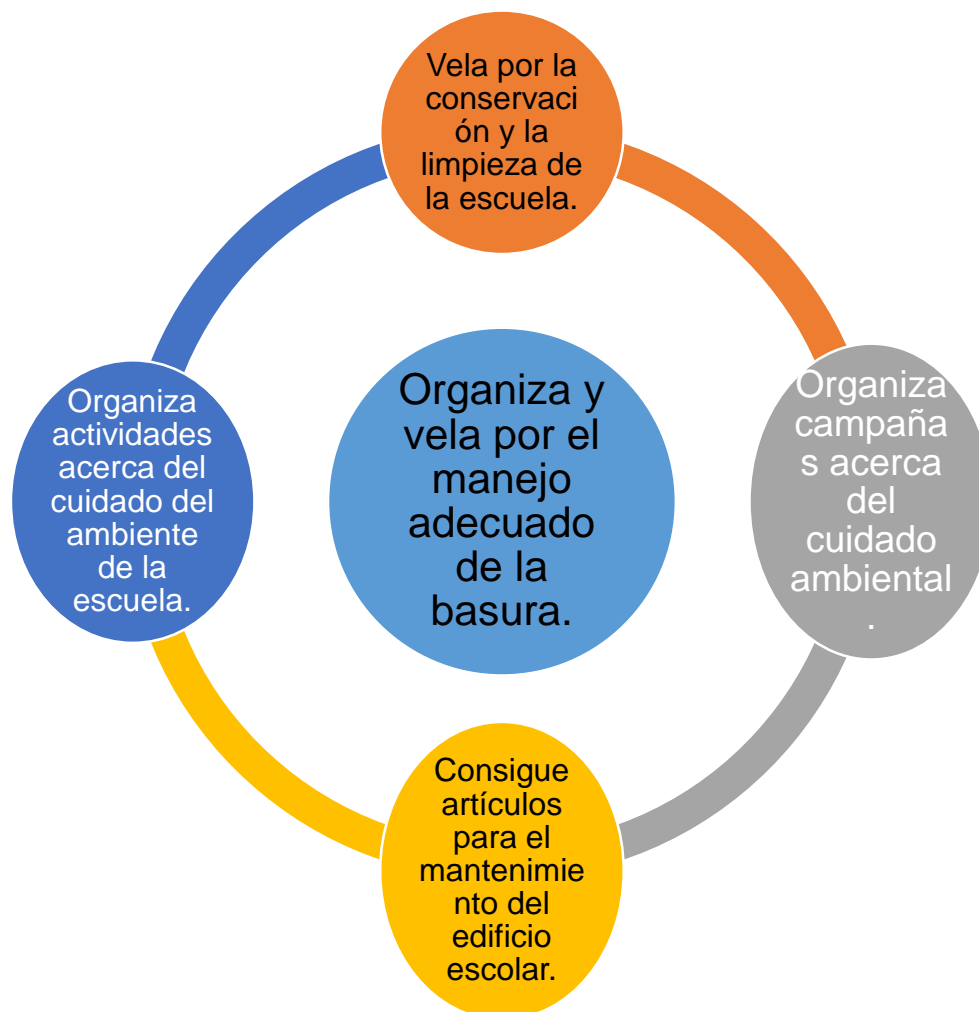 Vela por la
conservaci
ón y la
limpieza de
la escuela.
Organiza
actividades
acerca del
cuidado del
ambiente
de la
escuela.
Organiza y
vela por el
manejo
adecuado
de la
basura.
Organiza
campaña
s acerca
del
cuidado
ambiental
.
Consigue
artículos
para el
mantenimie
nto del
edificio
escolar.